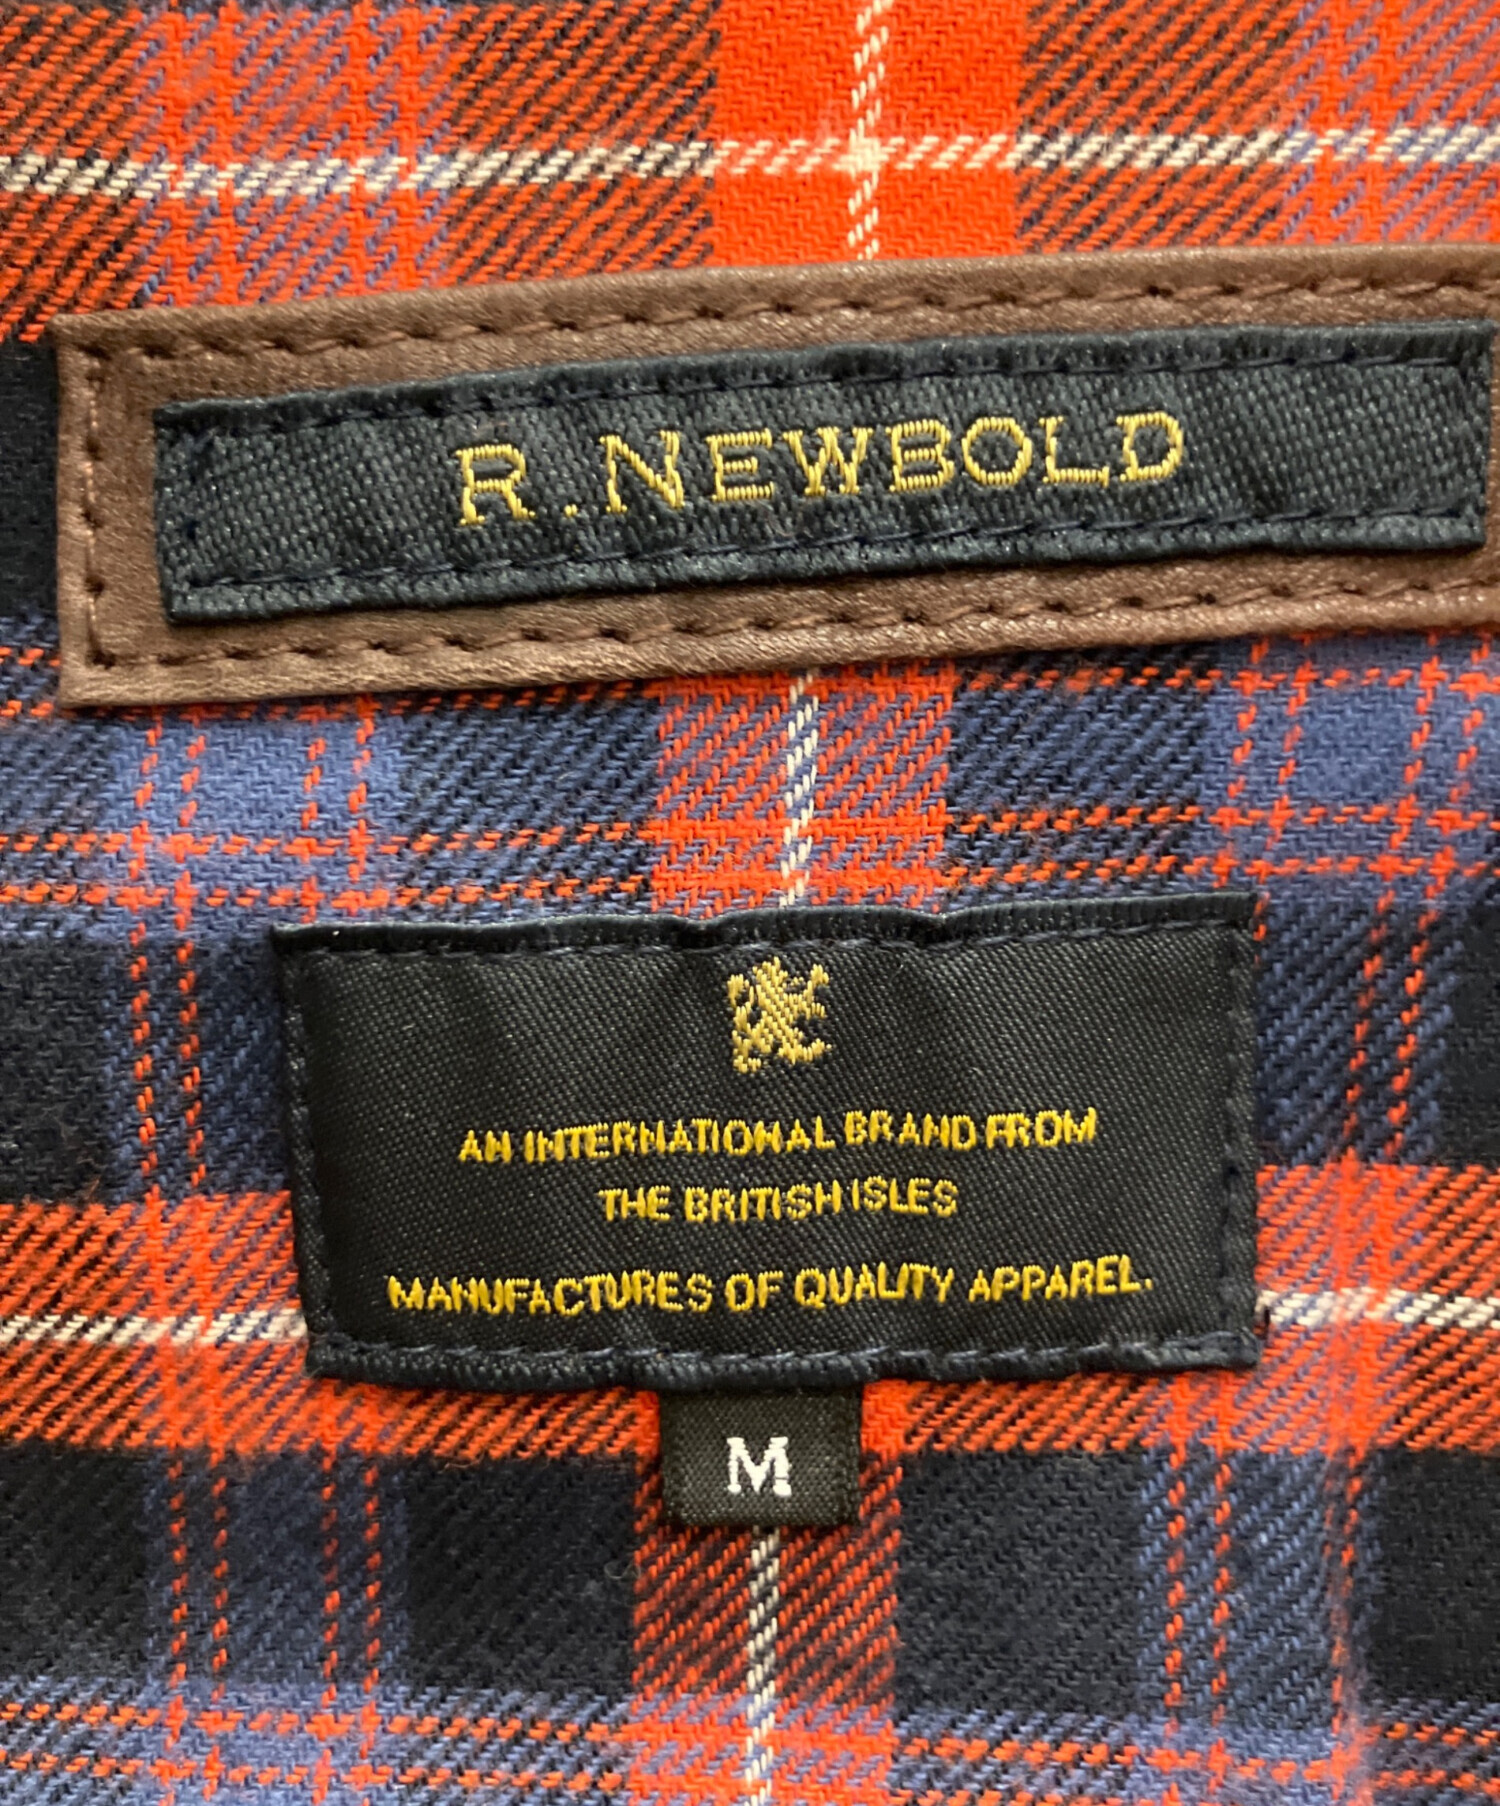 R. NEWBOLD
AN INTERNATIONAL BRAND FROM
THE BRITISH ISLES
MANUFACTURES OF QUALITY APPAREL.
M